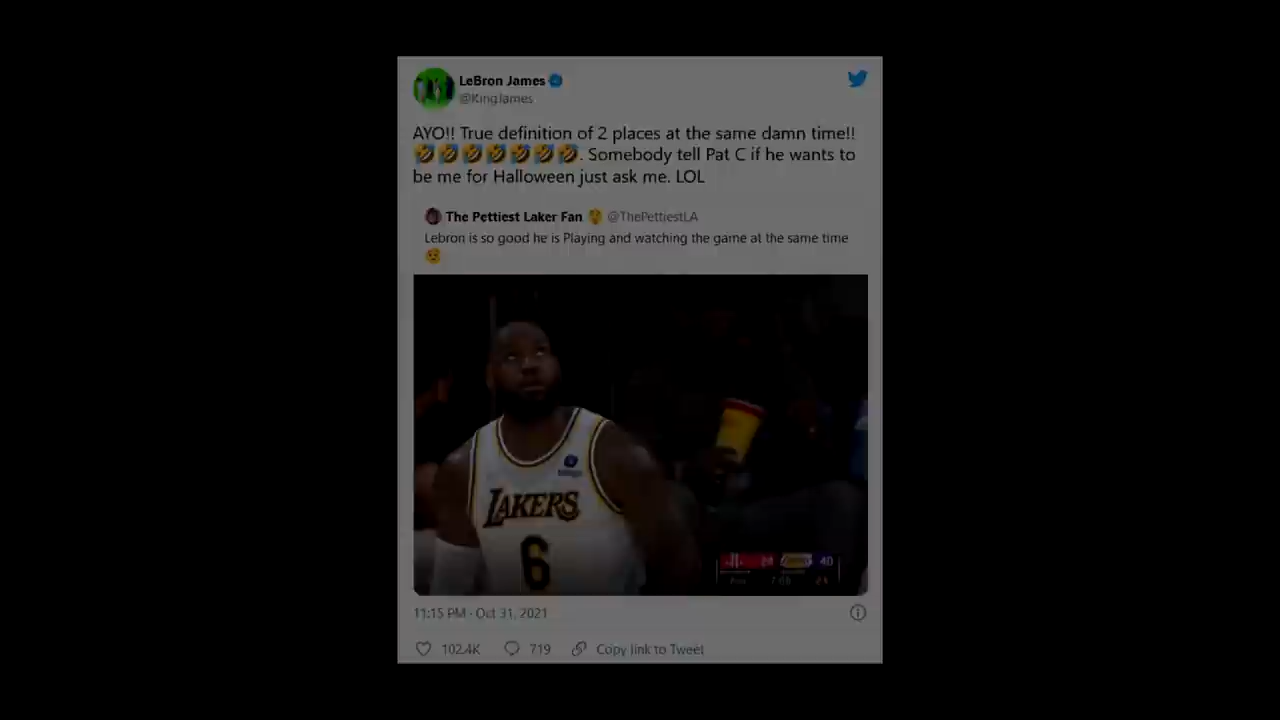 LeBron James
@KingJames
AYO!! True definition of 2 places at the same damn time!!
🤣🤣🤣🤣🤣🤣🤣. Somebody tell Pat C if he wants to
be me for Halloween just ask me. LOL
The Pettiest Laker Fan @ThePettiestLA
Lebron is so good he is Playing and watching the game at the same time
LAKERS
6
24 40
11:15 PM · Oct 31, 2021
102.4K 719 Copy link to Tweet